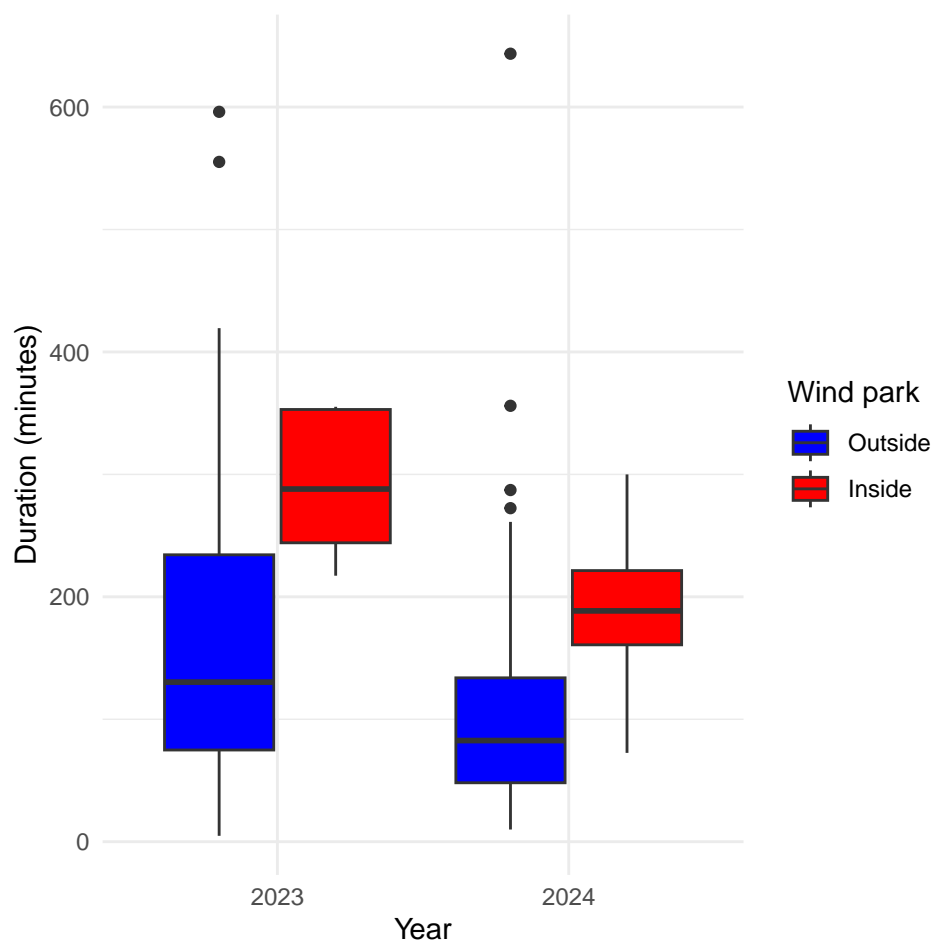 600
400
200
0
Duration (minutes)
2023
2024
Year
Wind park
Outside
Inside